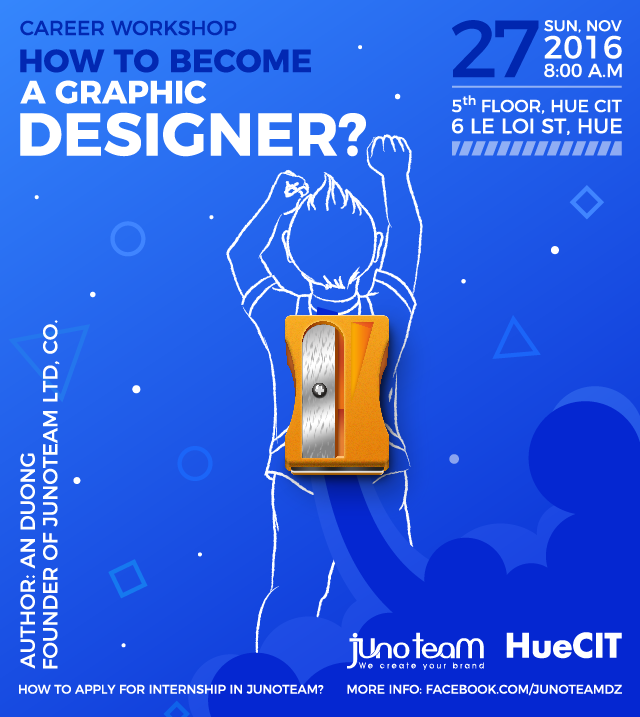 CAREER WORKSHOP
HOW TO BECOME
A GRAPHIC
DESIGNER?
27
SUN, NOV
2016
8:00 A.M
5th FLOOR, HUE CIT
6 LE LOI ST, HUE
AUTHOR: AN DUONG
FOUNDER OF JUNOTEAM LTD, CO.
junoteam
We create your brand
HueCIT
HOW TO APPLY FOR INTERNSHIP IN JUNOTEAM?
MORE INFO: FACEBOOK.COM/JUNOTEAMDZ